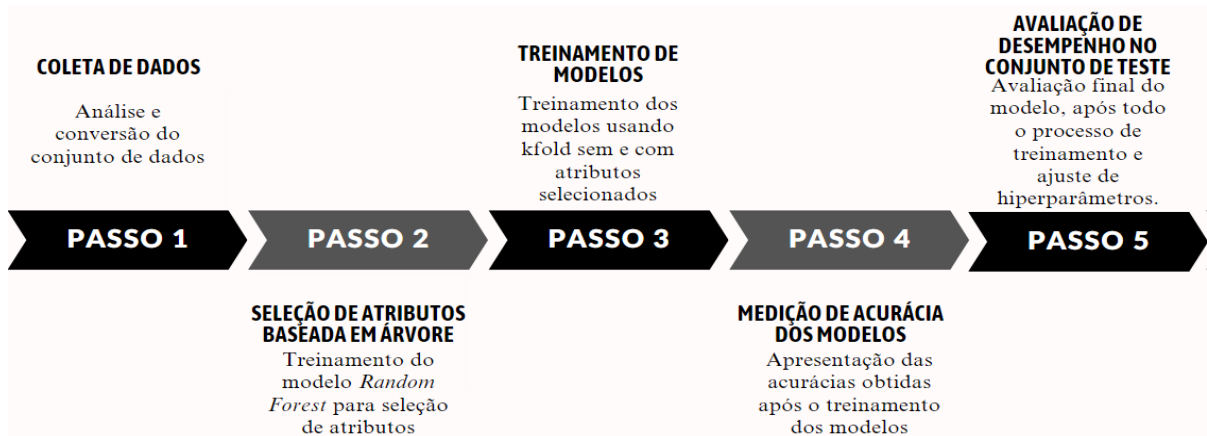 COLETA DE DADOS
Análise e
conversão do
conjunto de dados
PASSO 1
PASSO 2
SELEÇÃO DE ATRIBUTOS
BASEADA EM ÁRVORE
Treinamento do
modelo Random
Forest para seleção
de atributos
TREINAMENTO DE
MODELOS
Treinamento dos
modelos usando
kfold sem e com
atributos
selecionados
PASSO 3
PASSO 4
MEDIÇÃO DE ACURÁCIA
DOS MODELOS
Apresentação das
acurácias obtidas
após o treinamento
dos modelos
AVALIAÇÃO DE
DESEMPENHO NO
CONJUNTO DE TESTE
Avaliação final do
modelo, após todo
o processo de
treinamento e
ajuste de
hiperparâmetros.
PASSO 5